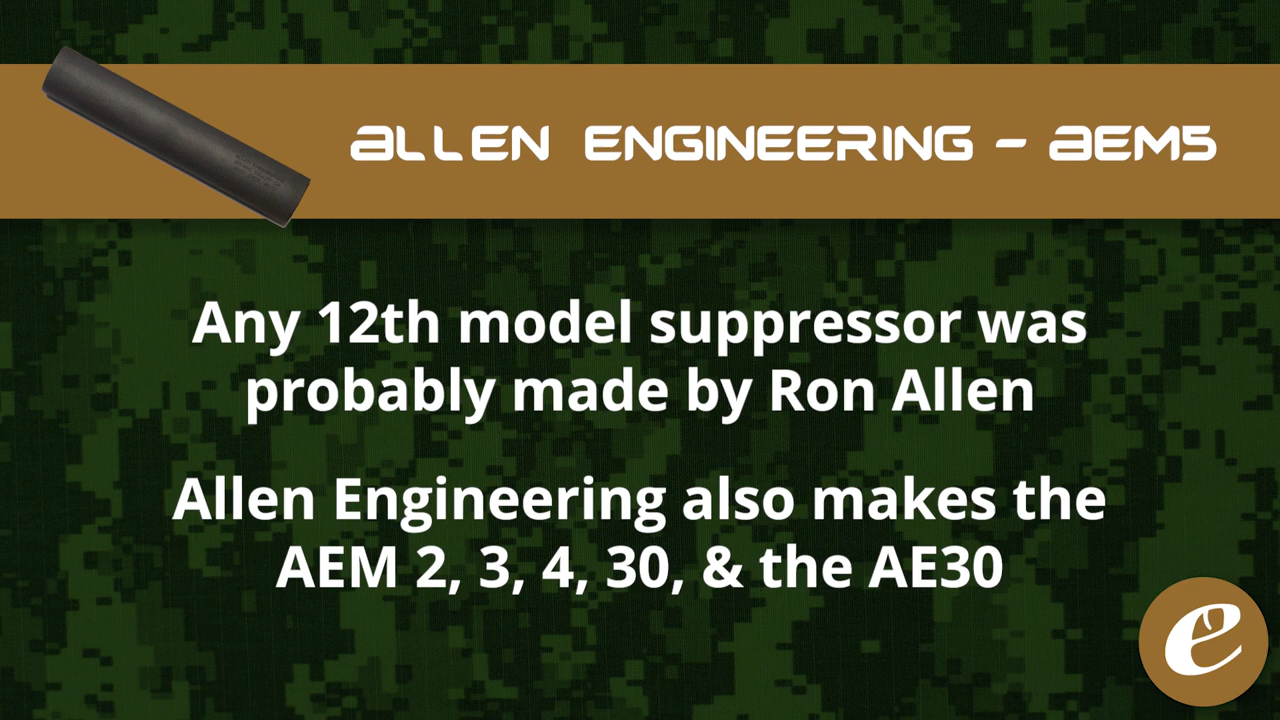 ALLEN ENGINEERING - AEM5
Any 12th model suppressor was
probably made by Ron Allen
Allen Engineering also makes the
AEM 2, 3, 4, 30, & the AE30
e